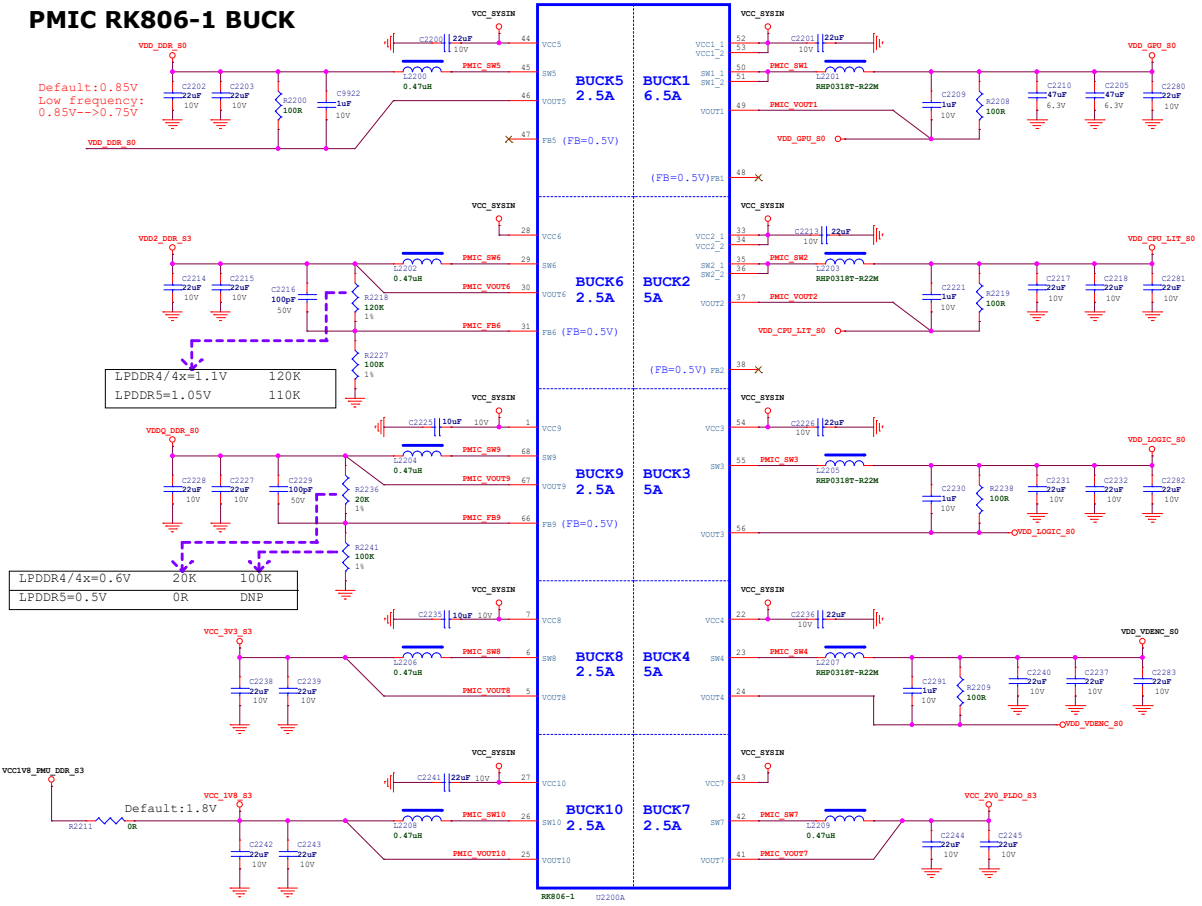 PMIC RK806-1 BUCK
VDD_DDR_S0
Default:0.85V
Low frequency:
0.85V-->0.75V
C2202
22uF
10V
C2203
22uF
10V
R2200
100R
C9922
1uF
10V
VDD_DDR_S0
VCC_SYSIN
C2200
22uF
10V
L2200
0.47uH
PMIC_SW5
44
45
46
47
VCC5
SW5
VOUT5
FB5 (FB=0.5V)
BUCK5
2.5A
BUCK1
6.5A
VCC1_1
VCC1_2
SW1_1
SW1_2
VOUT1
(FB=0.5V) FB1
52
53
50
51
49
48
VCC_SYSIN
C2201
22uF
10V
PMIC_SW1
L2201
RHP0318T-R22M
PMIC_VOUT1
VDD_GPU_S0
C2209
1uF
10V
R2208
100R
C2210
47uF
6.3V
C2205
47uF
6.3V
C2280
22uF
10V
VDD_GPU_S0
VDD2_DDR_S3
C2214
22uF
10V
C2215
22uF
10V
C2216
100pF
50V
R2218
120K
1%
R2227
100K
1%
LPDDR4/4x=1.1V 120K
LPDDR5=1.05V 110K
VCC_SYSIN
L2202
0.47uH
PMIC_SW6
PMIC_VOUT6
PMIC_FB6
28
29
30
31
VCC6
SW6
VOUT6
FB6 (FB=0.5V)
BUCK6
2.5A
BUCK2
5A
VCC2_1
VCC2_2
SW2_1
SW2_2
VOUT2
(FB=0.5V) FB2
33
34
35
36
37
38
VCC_SYSIN
C2213
22uF
10V
PMIC_SW2
L2203
RHP0318T-R22M
PMIC_VOUT2
VDD_CPU_LIT_S0
C2221
1uF
10V
R2219
100R
C2217
22uF
10V
C2218
22uF
10V
C2281
22uF
10V
VDD_CPU_LIT_S0
VDDQ_DDR_S0
C2228
22uF
10V
C2227
22uF
10V
C2229
100pF
50V
R2236
20K
1%
R2241
100K
1%
LPDDR4/4x=0.6V 20K 100K
LPDDR5=0.5V 0R DNP
VCC_SYSIN
C2225
10uF
10V
L2204
0.47uH
PMIC_SW9
PMIC_VOUT9
PMIC_FB9
1
68
67
66
VCC9
SW9
VOUT9
FB9 (FB=0.5V)
BUCK9
2.5A
BUCK3
5A
VCC3
SW3
VOUT3
54
55
56
VCC_SYSIN
C2226
22uF
10V
PMIC_SW3
L2205
RHP0318T-R22M
C2230
1uF
10V
R2238
100R
C2231
22uF
10V
C2232
22uF
10V
C2282
22uF
10V
VDD_LOGIC_S0
VDD_LOGIC_S0
VCC_3V3_S3
C2238
22uF
10V
C2239
22uF
10V
VCC_SYSIN
C2235
10uF
10V
L2206
0.47uH
PMIC_SW8
PMIC_VOUT8
7
6
5
VCC8
SW8
VOUT8
BUCK8
2.5A
BUCK4
5A
VCC4
SW4
VOUT4
22
23
24
VCC_SYSIN
C2236
22uF
10V
PMIC_SW4
L2207
RHP0318T-R22M
C2291
1uF
10V
R2209
100R
C2240
22uF
10V
C2237
22uF
10V
C2283
22uF
10V
VDD_VDENC_S0
VDD_VDENC_S0
VCC1V8_PMU_DDR_S3
R2211
0R
Default:1.8V
VCC_1V8_S3
C2242
22uF
10V
C2243
22uF
10V
VCC_SYSIN
C2241
22uF
10V
L2208
0.47uH
PMIC_SW10
PMIC_VOUT10
27
26
25
VCC10
SW10
VOUT10
BUCK10
2.5A
BUCK7
2.5A
VCC7
SW7
VOUT7
43
42
41
VCC_SYSIN
PMIC_SW7
L2209
0.47uH
PMIC_VOUT7
VCC_2V0_PLDO_S3
C2244
22uF
10V
C2245
22uF
10V
RK806-1
U2200A